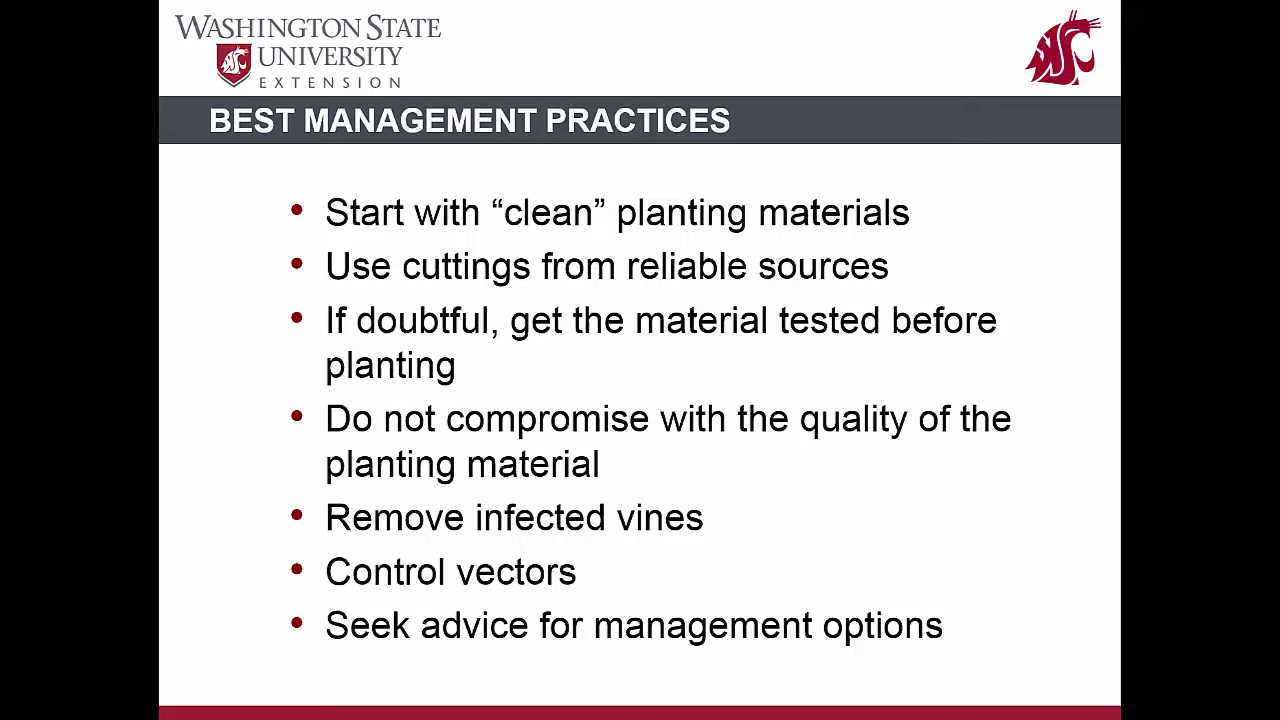 WASHINGTON STATE
UNIVERSITY
EXTENSION
BEST MANAGEMENT PRACTICES
• Start with “clean” planting materials
• Use cuttings from reliable sources
• If doubtful, get the material tested before
planting
• Do not compromise with the quality of the
planting material
• Remove infected vines
• Control vectors
• Seek advice for management options